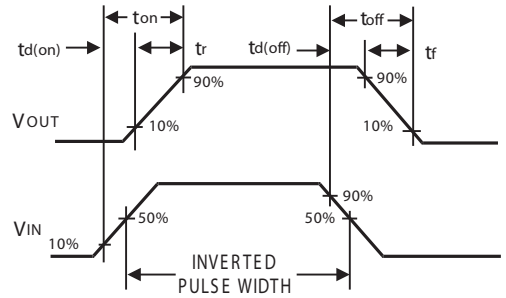 ton
toff
td(on)
tr
td(off)
tf
90%
90%
VOUT
10%
10%
90%
50%
50%
VIN
10%
INVERTED
PULSE WIDTH